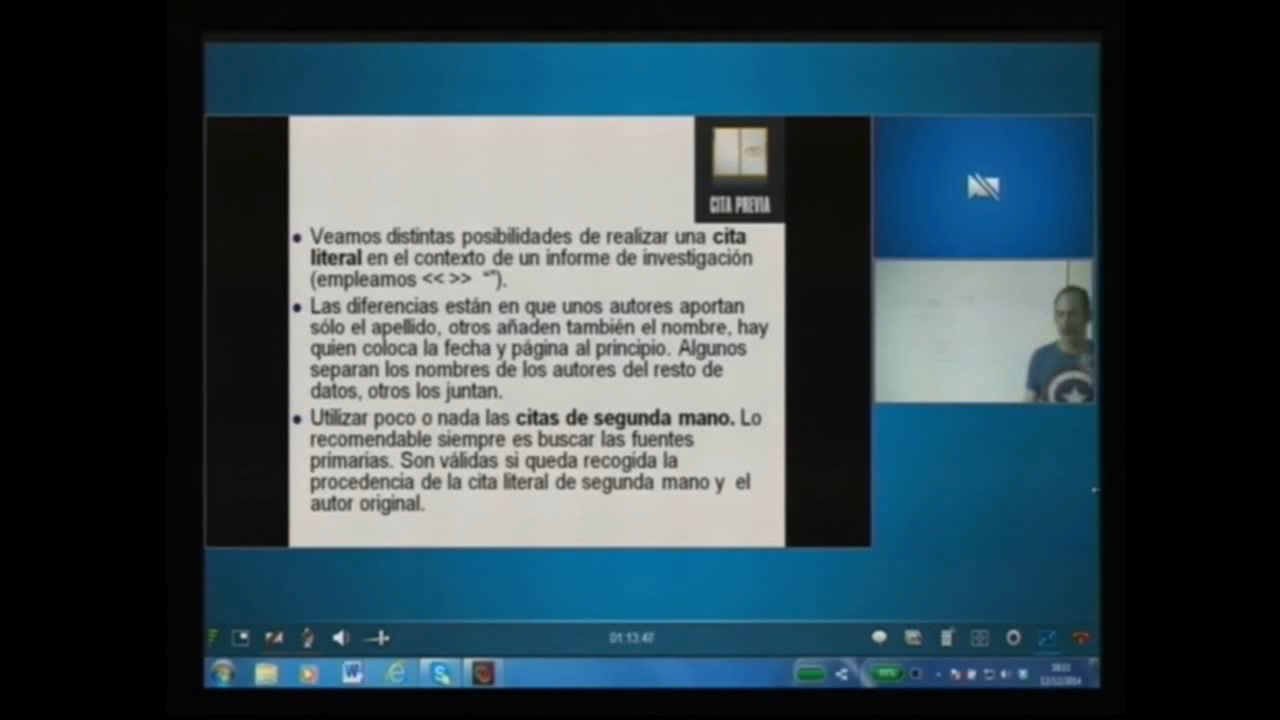 CITA PREVIA
• Veamos distintas posibilidades de realizar una cita
literal en el contexto de un informe de investigación
(empleamos << >> “”).
• Las diferencias están en que unos autores aportan
sólo el apellido, otros añaden también el nombre, hay
quien coloca la fecha y página al principio. Algunos
separan los nombres de los autores del resto de
datos, otros los juntan.
• Utilizar poco o nada las citas de segunda mano. Lo
recomendable siempre es buscar las fuentes
primarias. Son válidas si queda recogida la
procedencia de la cita literal de segunda mano y el
autor original.
01:13:47